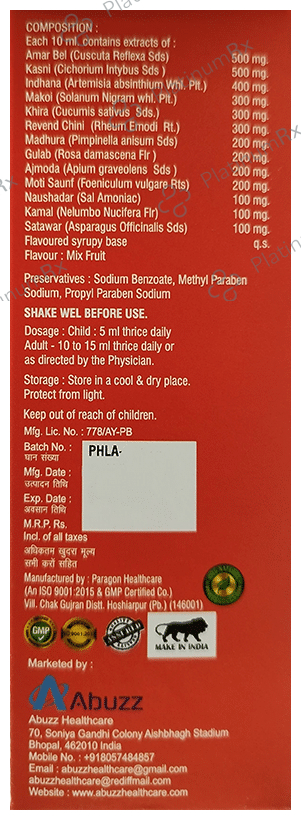 COMPOSITION :
Each 10 ml. contains extracts of :
Amar Bel (Cuscuta Reflexa Sds) 500 mg.
Kasni (Cichorium Intybus Sds ) 500 mg.
Indhana (Artemisia absinthium Whl. Plt.) 400 mg.
Makoi (Solanum Nigram whl. Plt.) 300 mg.
Khira (Cucumis sativus Sds.) 300 mg.
Revend Chini (Rheum Emodi Rt.) 300 mg.
Madhura (Pimpinella anisum Sds) 200 mg.
Gulab (Rosa damascena Flr ) 200 mg.
Ajmoda (Apium graveolens Sds ) 200 mg.
Moti Saunf (Foeniculum vulgare Rts) 200 mg.
Naushadar (Sal Amoniac) 100 mg.
Kamal (Nelumbo Nucifera Flr) 100 mg.
Satawar (Asparagus Officinalis Sds) 100 mg.
Flavoured syrupy base q.s.
Flavour : Mix Fruit
Preservatives : Sodium Benzoate, Methyl Paraben
Sodium, Propyl Paraben Sodium
SHAKE WEL BEFORE USE.
Dosage : Child : 5 ml thrice daily
Adult - 10 to 15 ml thrice daily or
as directed by the Physician.
Storage : Store in a cool & dry place.
Protect from light.
Keep out of reach of children.
Mfg. Lic. No. : 778/AY-PB
Batch No. : PHLA-
घान संख्या
Mfg. Date :
उत्पादन तिथि
Exp. Date :
अवसान तिथि
M.R.P. Rs.
Incl. of all taxes
अधिकतम खुदरा मूल्य
सभी करों सहित
Manufactured by : Paragon Healthcare
(An ISO 9001:2015 & GMP Certified Co.)
Vill. Chak Gujran Distt. Hoshiarpur (Pb.) (146001)
GMP
MAKE IN INDIA
Marketed by :
Abuzz
Abuzz Healthcare
70, Soniya Gandhi Colony Aishbhagh Stadium
Bhopal, 462010 India
Mobile No. : +918057484857
Email : abuzzhealthcare@gmail.com
abuzzhealthcare@rediffmail.com
Website : www.abuzzhealthcare.com
PlatinumRx